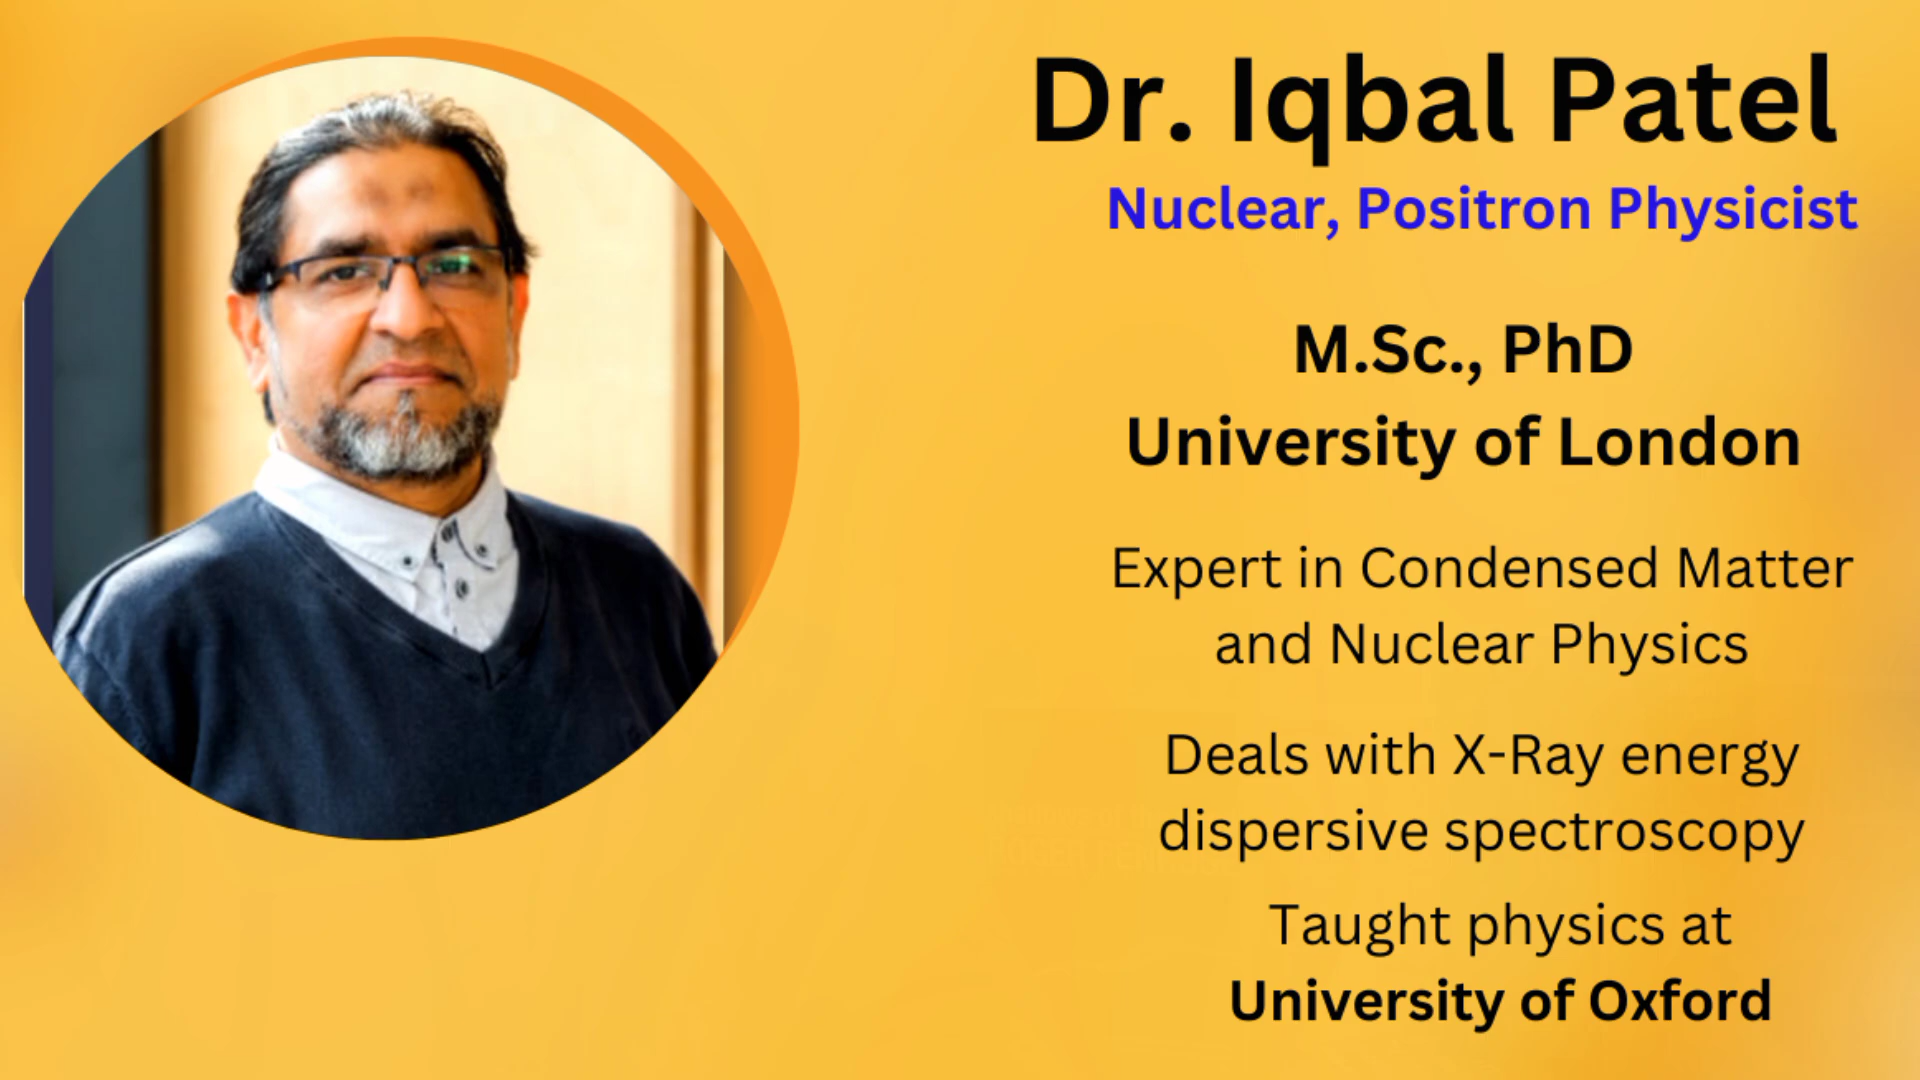 Dr. Iqbal Patel
Nuclear, Positron Physicist
M.Sc., PhD
University of London
Expert in Condensed Matter
and Nuclear Physics
Deals with X-Ray energy
dispersive spectroscopy
Taught physics at
University of Oxford